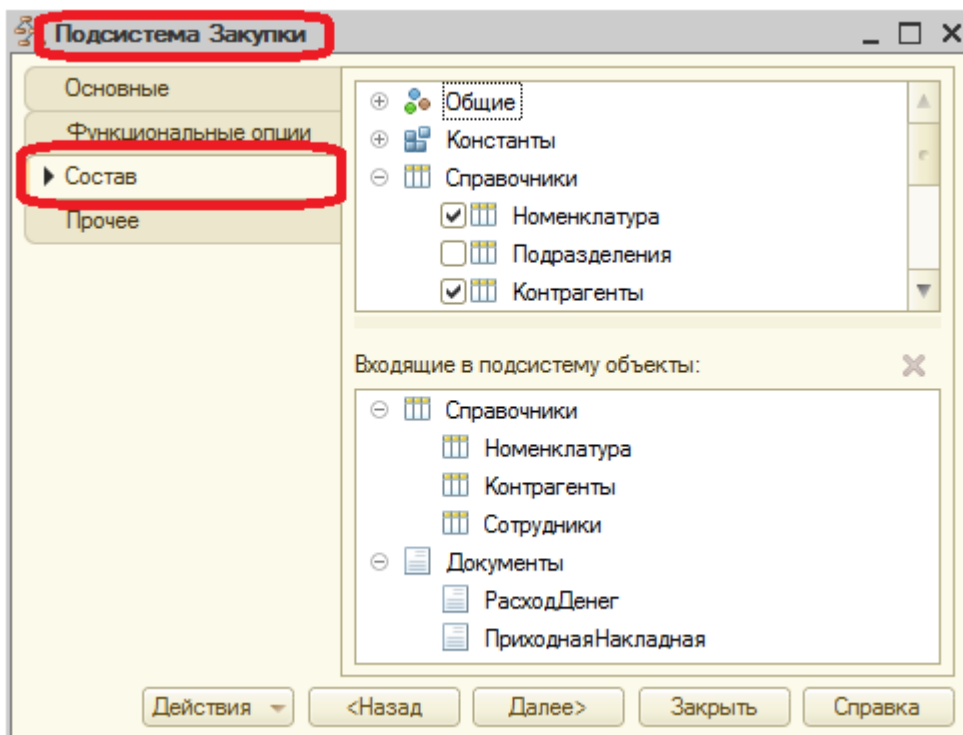 Подсистема Закупки
Основные
Функциональные опции
Состав
Прочее
Общие
Константы
Справочники
Номенклатура
Подразделения
Контрагенты
Входящие в подсистему объекты:
Справочники
Номенклатура
Контрагенты
Сотрудники
Документы
РасходДенег
ПриходнаяНакладная
Действия <Назад Далее> Закрыть Справка